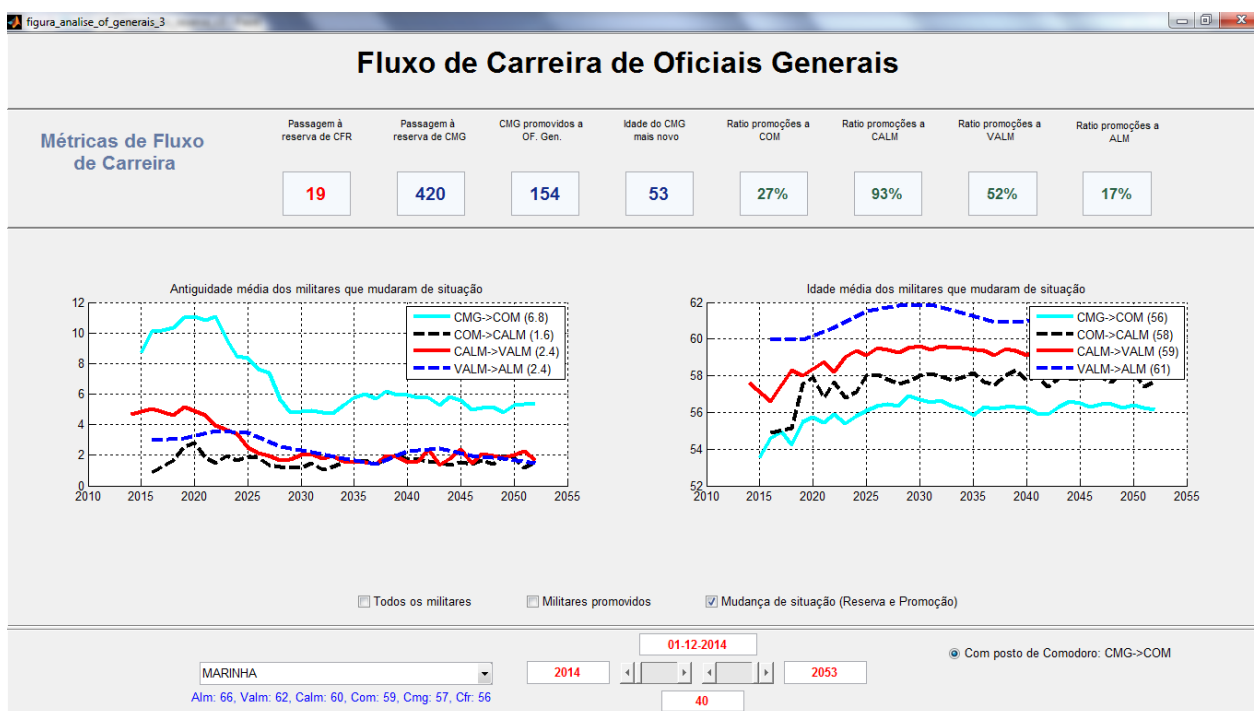 figura_analise_of_generais_3
Fluxo de Carreira de Oficiais Generais
Métricas de Fluxo
de Carreira
Passagem à
reserva de CFR
19
Passagem à
reserva de CMG
420
CMG promovidos a
OF. Gen.
154
Idade do CMG
mais novo
53
Ratio promoções a
COM
27%
Ratio promoções a
CALM
93%
Ratio promoções a
VALM
52%
Ratio promoções a
ALM
17%
Antiguidade média dos militares que mudaram de situação
12
10
8
6
4
2
0
2010 2015 2020 2025 2030 2035 2040 2045 2050 2055
CMG->COM (6.8)
COM->CALM (1.6)
CALM->VALM (2.4)
VALM->ALM (2.4)
Idade média dos militares que mudaram de situação
62
60
58
56
54
52
2010 2015 2020 2025 2030 2035 2040 2045 2050 2055
CMG->COM (56)
COM->CALM (58)
CALM->VALM (59)
VALM->ALM (61)
Todos os militares
Militares promovidos
Mudança de situação (Reserva e Promoção)
MARINHA
Alm: 66, Valm: 62, Calm: 60, Com: 59, Cmg: 57, Cfr: 56
01-12-2014
2014
2053
40
Com posto de Comodoro: CMG->COM